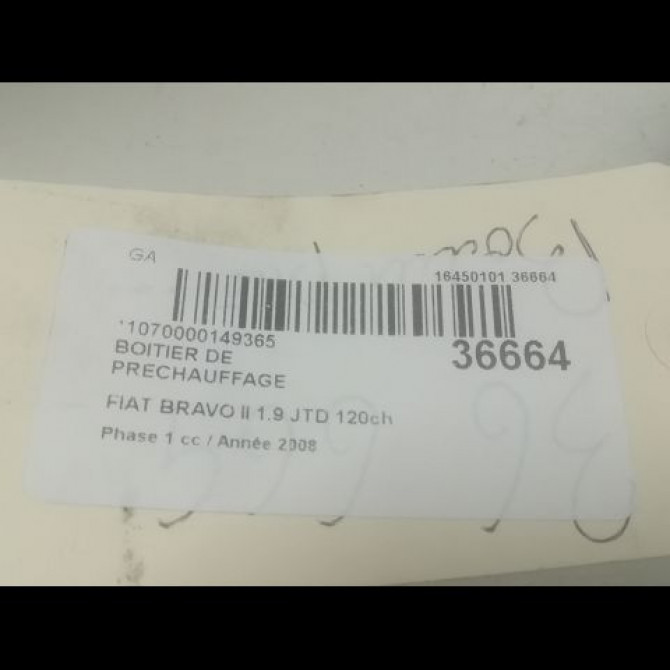 GA
16450101 36664
*1070000149365
36664
BOITIER DE
PRECHAUFFAGE
FIAT BRAVO II 1.9 JTD 120ch
Phase 1 cc / Année 2008